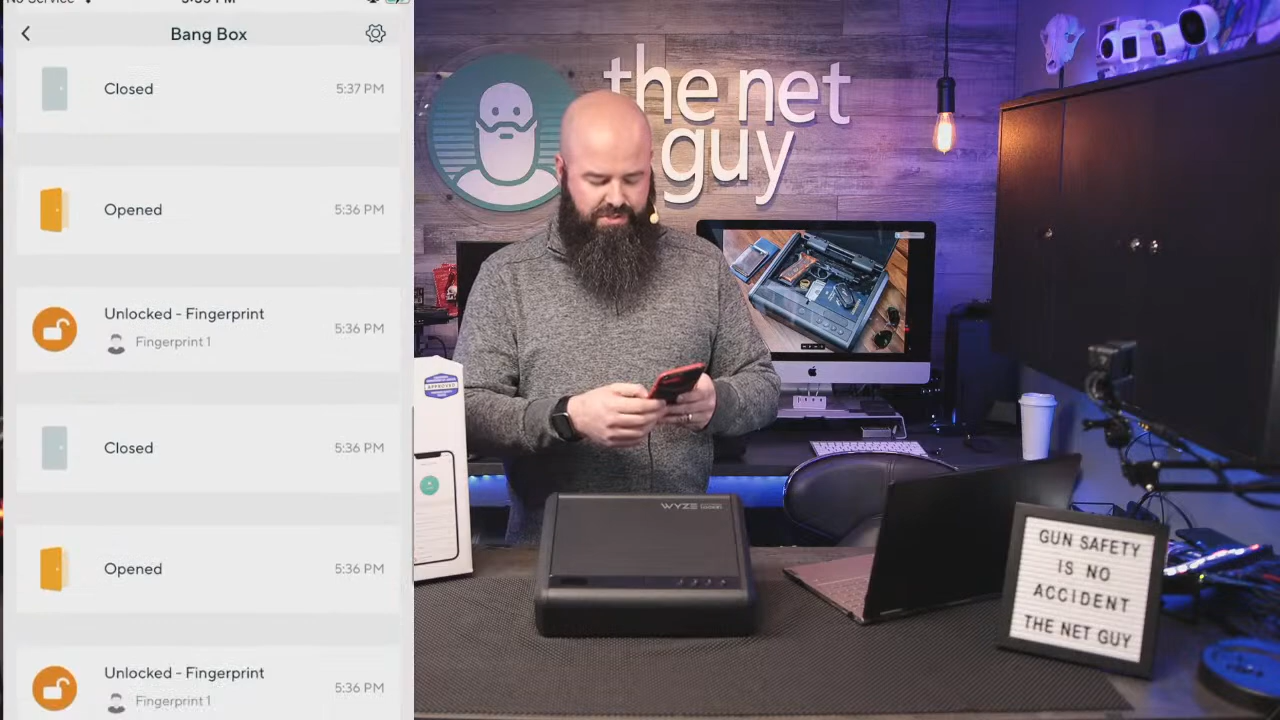 Bang Box
Closed
5:37 PM
Opened
5:36 PM
Unlocked - Fingerprint
Fingerprint 1
5:36 PM
Closed
5:36 PM
Opened
5:36 PM
Unlocked - Fingerprint
Fingerprint 1
5:36 PM
the net
guy
APPROVED
WYZE
GUN SAFETY
IS NO
ACCIDENT
THE NET GUY